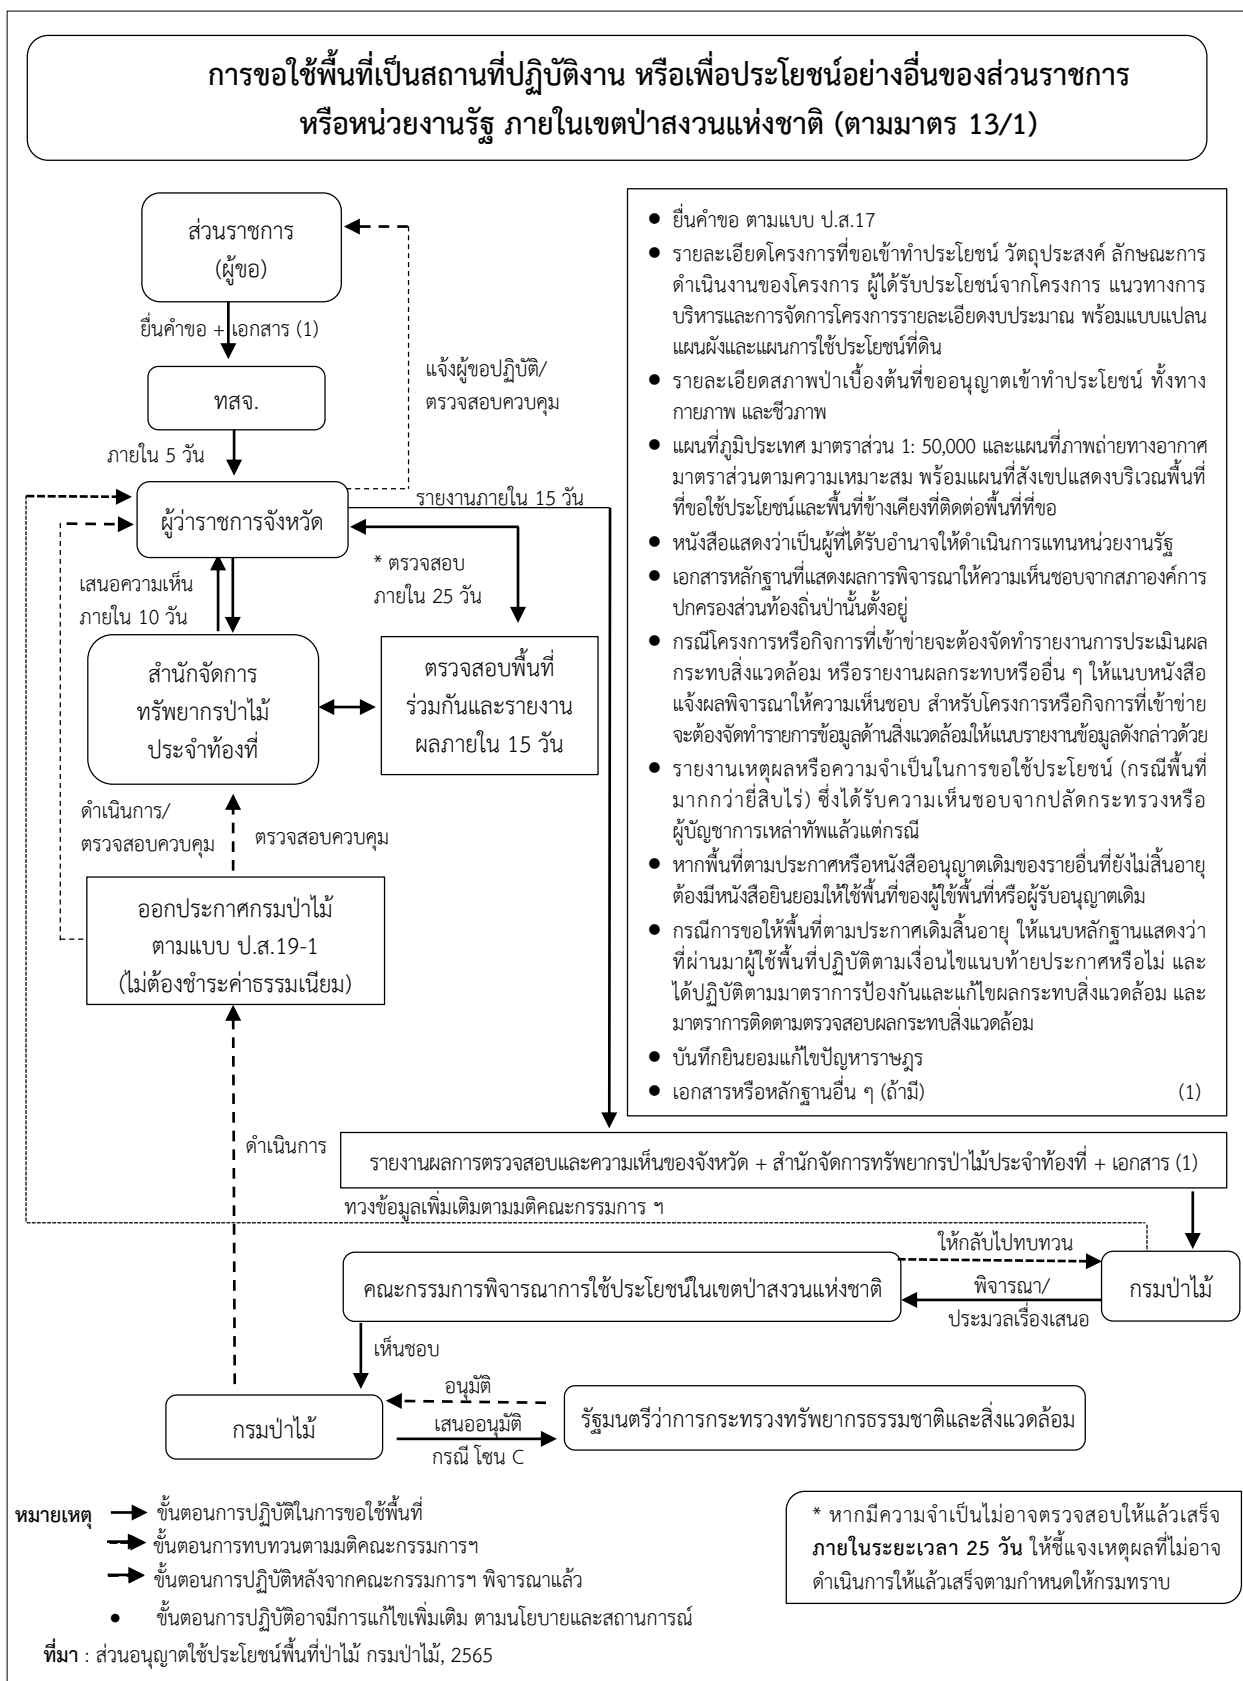 การขอใช้พื้นที่เป็นสถานที่ปฏิบัติงาน หรือเพื่อประโยชน์อย่างอื่นของส่วนราชการ
หรือหน่วยงานรัฐ ภายในเขตป่าสงวนแห่งชาติ (ตามมาตร 13/1)
ส่วนราชการ
(ผู้ขอ)
ยื่นคำขอ + เอกสาร (1)
ทสจ.
แจ้งผู้ขอปฏิบัติ/
ตรวจสอบควบคุม
ภายใน 5 วัน
ผู้ว่าราชการจังหวัด
รายงานภายใน 15 วัน
* ตรวจสอบ
ภายใน 25 วัน
เสนอความเห็น
ภายใน 10 วัน
สำนักจัดการ
ทรัพยากรป่าไม้
ประจำท้องที่
ตรวจสอบพื้นที่
ร่วมกันและรายงาน
ผลภายใน 15 วัน
ดำเนินการ/
ตรวจสอบควบคุม
ตรวจสอบควบคุม
ออกประกาศกรมป่าไม้
ตามแบบ ป.ส.19-1
(ไม่ต้องชำระค่าธรรมเนียม)
ดำเนินการ
● ยื่นคำขอ ตามแบบ ป.ส.17
● รายละเอียดโครงการที่ขอเข้าทำประโยชน์ วัตถุประสงค์ ลักษณะการ
ดำเนินงานของโครงการ ผู้ได้รับประโยชน์จากโครงการ แนวทางการ
บริหารและการจัดการโครงการรายละเอียดงบประมาณ พร้อมแบบแปลน
แผนผังและแผนการใช้ประโยชน์ที่ดิน
● รายละเอียดสภาพป่าเบื้องต้นที่ขออนุญาตเข้าทำประโยชน์ ทั้งทาง
กายภาพ และชีวภาพ
● แผนที่ภูมิประเทศ มาตราส่วน 1: 50,000 และแผนที่ภาพถ่ายทางอากาศ
มาตราส่วนตามความเหมาะสม พร้อมแผนที่สังเขปแสดงบริเวณพื้นที่
ที่ขอใช้ประโยชน์และพื้นที่ข้างเคียงที่ติดต่อพื้นที่ที่ขอ
● หนังสือแสดงว่าเป็นผู้ที่ได้รับอำนาจให้ดำเนินการแทนหน่วยงานรัฐ
● เอกสารหลักฐานที่แสดงผลการพิจารณาให้ความเห็นชอบจากสภาองค์การ
ปกครองส่วนท้องถิ่นป่านั้นตั้งอยู่
● กรณีโครงการหรือกิจการที่เข้าข่ายจะต้องจัดทำรายงานการประเมินผล
กระทบสิ่งแวดล้อม หรือรายงานผลกระทบหรืออื่น ๆ ให้แนบหนังสือ
แจ้งผลพิจารณาให้ความเห็นชอบ สำหรับโครงการหรือกิจการที่เข้าข่าย
จะต้องจัดทำรายการข้อมูลด้านสิ่งแวดล้อมให้แนบรายงานข้อมูลดังกล่าวด้วย
● รายงานเหตุผลหรือความจำเป็นในการขอใช้ประโยชน์ (กรณีพื้นที่
มากกว่ายี่สิบไร่) ซึ่งได้รับความเห็นชอบจากปลัดกระทรวงหรือ
ผู้บัญชาการเหล่าทัพแล้วแต่กรณี
● หากพื้นที่ตามประกาศหรือหนังสืออนุญาตเดิมของรายอื่นที่ยังไม่สิ้นอายุ
ต้องมีหนังสือยินยอมให้ใช้พื้นที่ของผู้ใช้พื้นที่หรือผู้รับอนุญาตเดิม
● กรณีการขอให้พื้นที่ตามประกาศเดิมสิ้นอายุ ให้แนบหลักฐานแสดงว่า
ที่ผ่านมาผู้ใช้พื้นที่ปฏิบัติตามเงื่อนไขแนบท้ายประกาศหรือไม่ และ
ได้ปฏิบัติตามมาตราการป้องกันและแก้ไขผลกระทบสิ่งแวดล้อม และ
มาตราการติดตามตรวจสอบผลกระทบสิ่งแวดล้อม
● บันทึกยินยอมแก้ไขปัญหาราษฎร
● เอกสารหรือหลักฐานอื่น ๆ (ถ้ามี) (1)
รายงานผลการตรวจสอบและความเห็นของจังหวัด + สำนักจัดการทรัพยากรป่าไม้ประจำท้องที่ + เอกสาร (1)
ทวงข้อมูลเพิ่มเติมตามมติคณะกรรมการ ฯ
ให้กลับไปทบทวน
คณะกรรมการพิจารณาการใช้ประโยชน์ในเขตป่าสงวนแห่งชาติ
พิจารณา/
ประมวลเรื่องเสนอ
กรมป่าไม้
เห็นชอบ
กรมป่าไม้
อนุมัติ
เสนออนุมัติ
กรณี โซน C
รัฐมนตรีว่าการกระทรวงทรัพยากรธรรมชาติและสิ่งแวดล้อม
หมายเหตุ ขั้นตอนการปฏิบัติในการขอใช้พื้นที่
ขั้นตอนการทบทวนตามมติคณะกรรมการฯ
ขั้นตอนการปฏิบัติหลังจากคณะกรรมการฯ พิจารณาแล้ว
● ขั้นตอนการปฏิบัติอาจมีการแก้ไขเพิ่มเติม ตามนโยบายและสถานการณ์
ที่มา : ส่วนอนุญาตใช้ประโยชน์พื้นที่ป่าไม้ กรมป่าไม้, 2565
* หากมีความจำเป็นไม่อาจตรวจสอบให้แล้วเสร็จ
ภายในระยะเวลา 25 วัน ให้ชี้แจงเหตุผลที่ไม่อาจ
ดำเนินการให้แล้วเสร็จตามกำหนดให้กรมทราบ